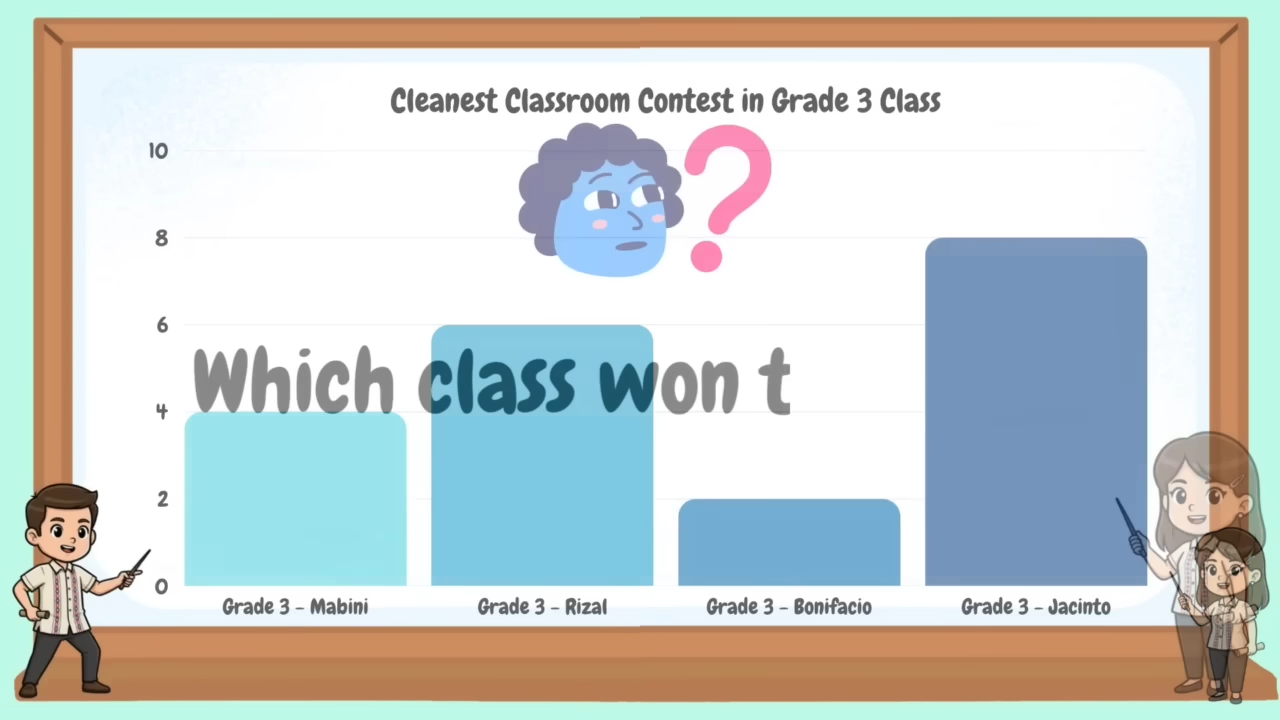 Cleanest Classroom Contest in Grade 3 Class
10
8
6
Which class won t
4
2
0
Grade 3 - Mabini Grade 3 - Rizal Grade 3 - Bonifacio Grade 3 - Jacinto